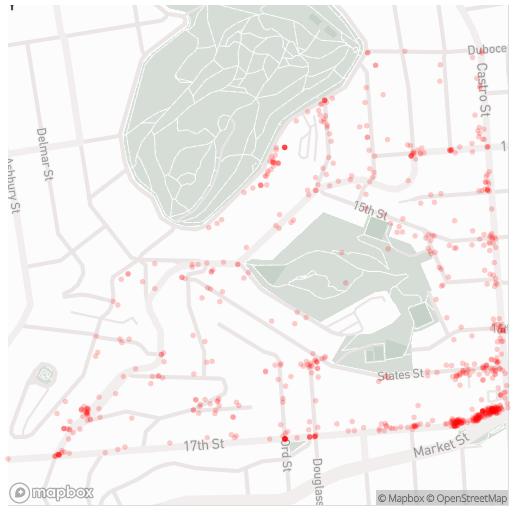 Duboce
Castro St
Delmar St
Ashbury St
15th St
States St
17th St
Market St
Ord St
Douglass
mapbox
© Mapbox © OpenStreetMap